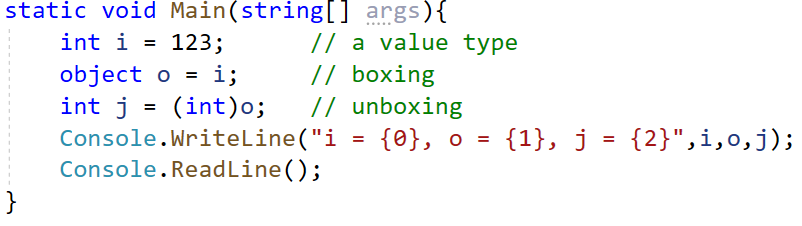 static void Main(string[] args){
    int i = 123;      // a value type
    object o = i;     // boxing
    int j = (int)o;   // unboxing
    Console.WriteLine("i = {0}, o = {1}, j = {2}",i,o,j);
    Console.ReadLine();
}